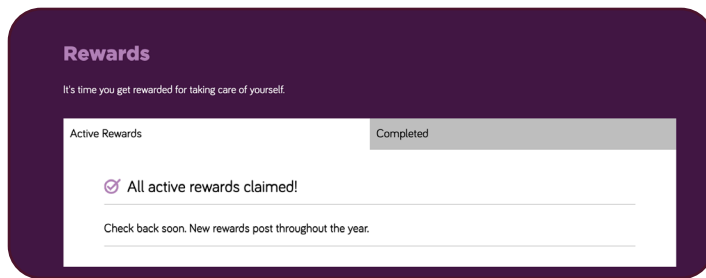 Rewards
It's time you get rewarded for taking care of yourself.
Active Rewards
Completed
All active rewards claimed!
Check back soon. New rewards post throughout the year.